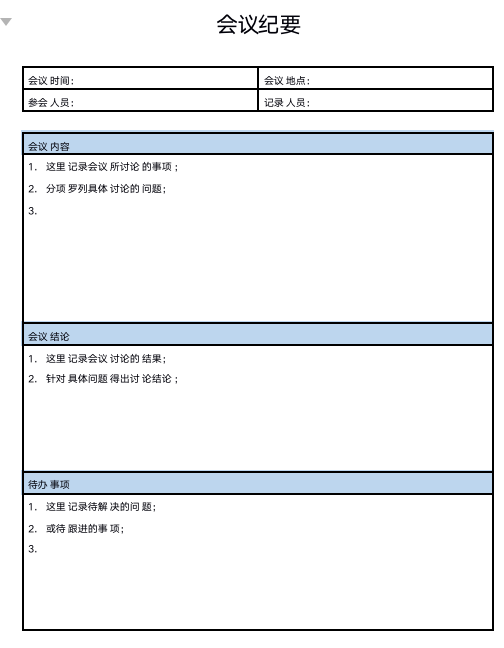 会议纪要
会议时间： 会议地点：
参会人员： 记录人员：
会议内容
1. 这里记录会议所讨论的事项；
2. 分项罗列具体讨论的问题；
3.
会议结论
1. 这里记录会议讨论的结果；
2. 针对具体问题得出讨论结论；
待办事项
1. 这里记录待解决的问题；
2. 或待跟进的事项；
3.